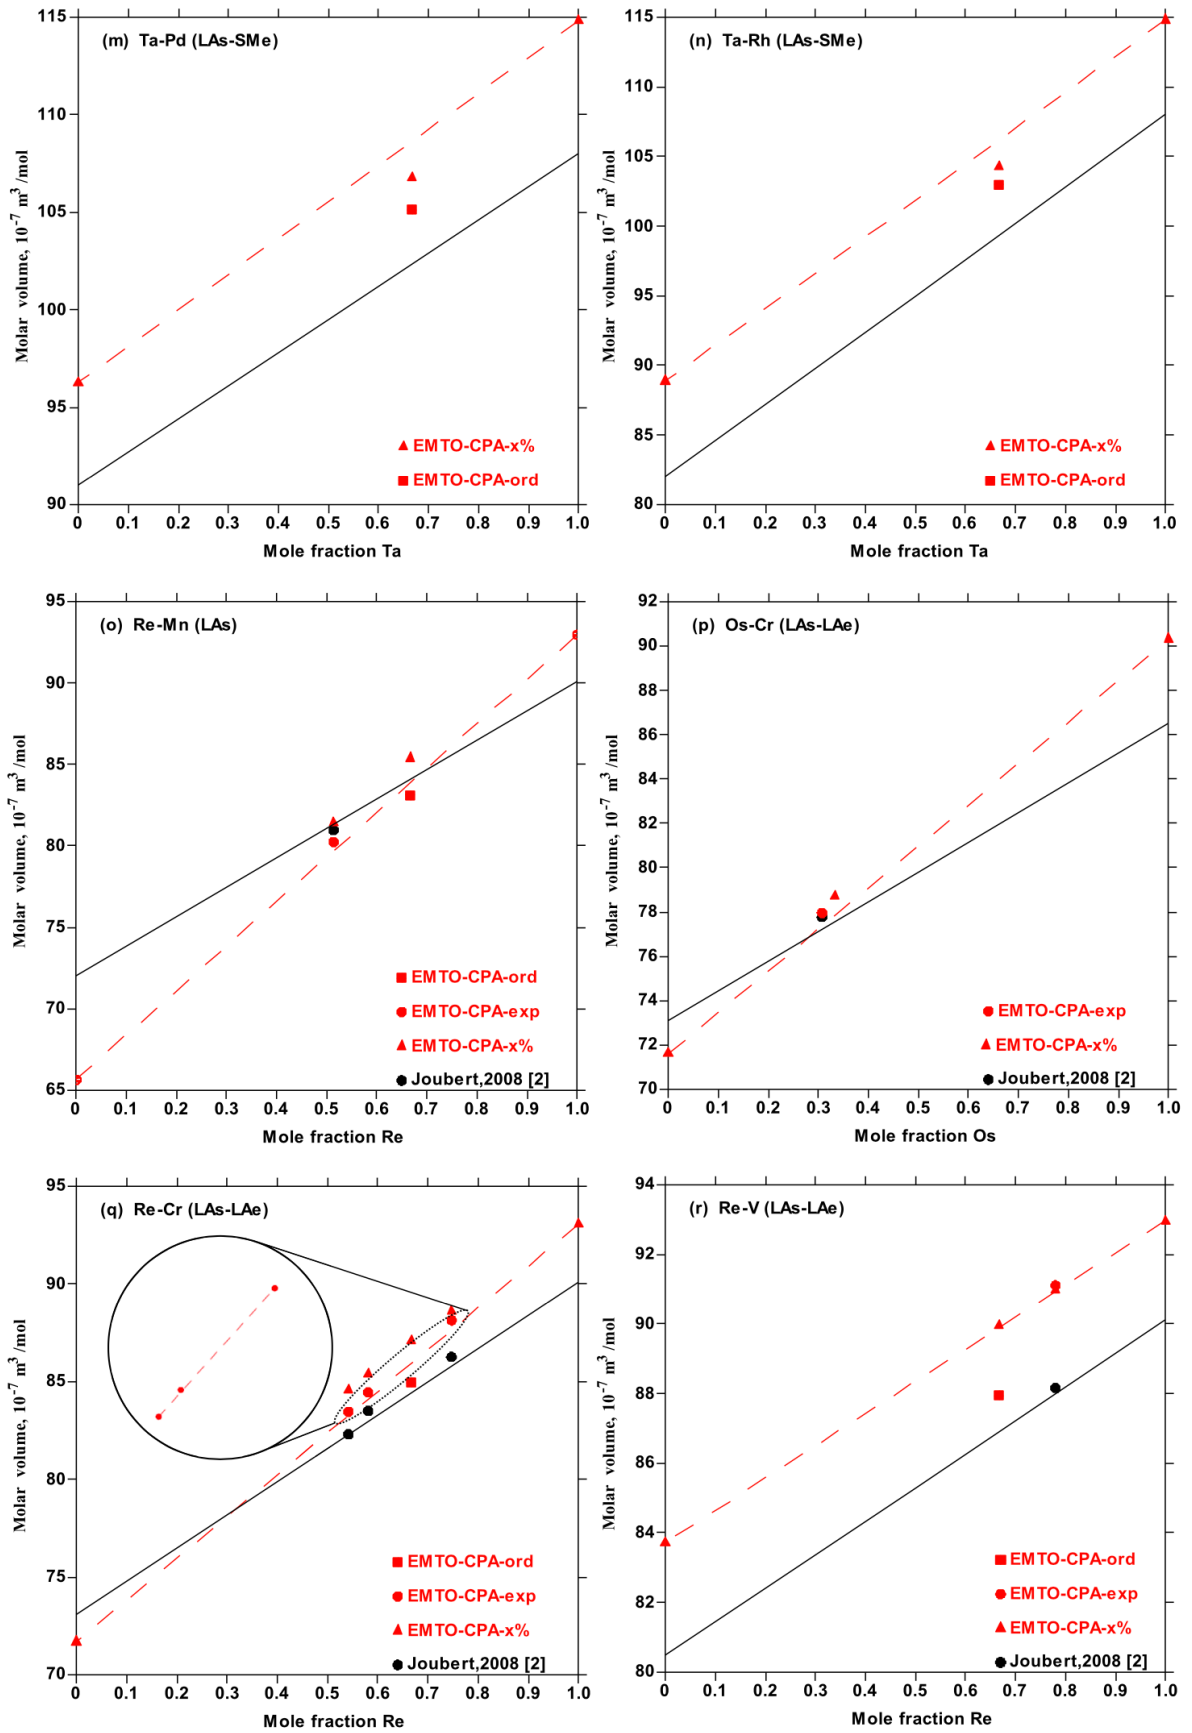 (m) Ta-Pd (LAs-SMe)
115
110
105
100
95
90
Molar volume, 10⁻⁷ m³/mol
EMTO-CPA-x%
EMTO-CPA-ord
0 0.1 0.2 0.3 0.4 0.5 0.6 0.7 0.8 0.9 1.0
Mole fraction Ta
(n) Ta-Rh (LAs-SMe)
115
110
105
100
95
90
85
80
Molar volume, 10⁻⁷ m³/mol
EMTO-CPA-x%
EMTO-CPA-ord
0 0.1 0.2 0.3 0.4 0.5 0.6 0.7 0.8 0.9 1.0
Mole fraction Ta
(o) Re-Mn (LAs)
95
90
85
80
75
70
65
Molar volume, 10⁻⁷ m³/mol
EMTO-CPA-ord
EMTO-CPA-exp
EMTO-CPA-x%
Joubert,2008 [2]
0 0.1 0.2 0.3 0.4 0.5 0.6 0.7 0.8 0.9 1.0
Mole fraction Re
(p) Os-Cr (LAs-LAe)
92
90
88
86
84
82
80
78
76
74
72
70
Molar volume, 10⁻⁷ m³/mol
EMTO-CPA-exp
EMTO-CPA-x%
Joubert,2008 [2]
0 0.1 0.2 0.3 0.4 0.5 0.6 0.7 0.8 0.9 1.0
Mole fraction Os
(q) Re-Cr (LAs-LAe)
95
90
85
80
75
70
Molar volume, 10⁻⁷ m³/mol
EMTO-CPA-ord
EMTO-CPA-exp
EMTO-CPA-x%
Joubert,2008 [2]
0 0.1 0.2 0.3 0.4 0.5 0.6 0.7 0.8 0.9 1.0
Mole fraction Re
(r) Re-V (LAs-LAe)
94
92
90
88
86
84
82
80
Molar volume, 10⁻⁷ m³/mol
EMTO-CPA-ord
EMTO-CPA-exp
EMTO-CPA-x%
Joubert,2008 [2]
0 0.1 0.2 0.3 0.4 0.5 0.6 0.7 0.8 0.9 1.0
Mole fraction Re